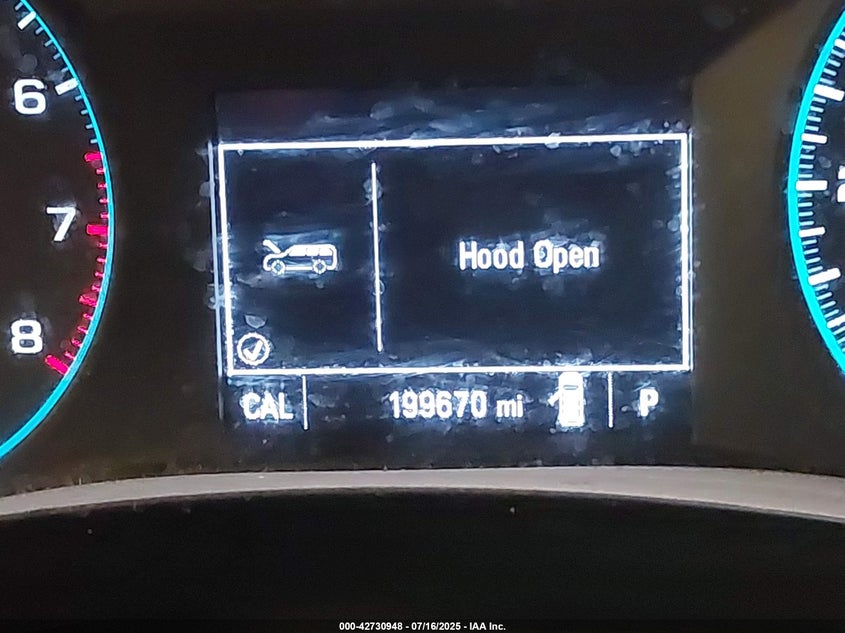 6
7
8
Hood Open
CAL
199670 mi
P
000-42730948 - 07/16/2025 - IAA Inc.